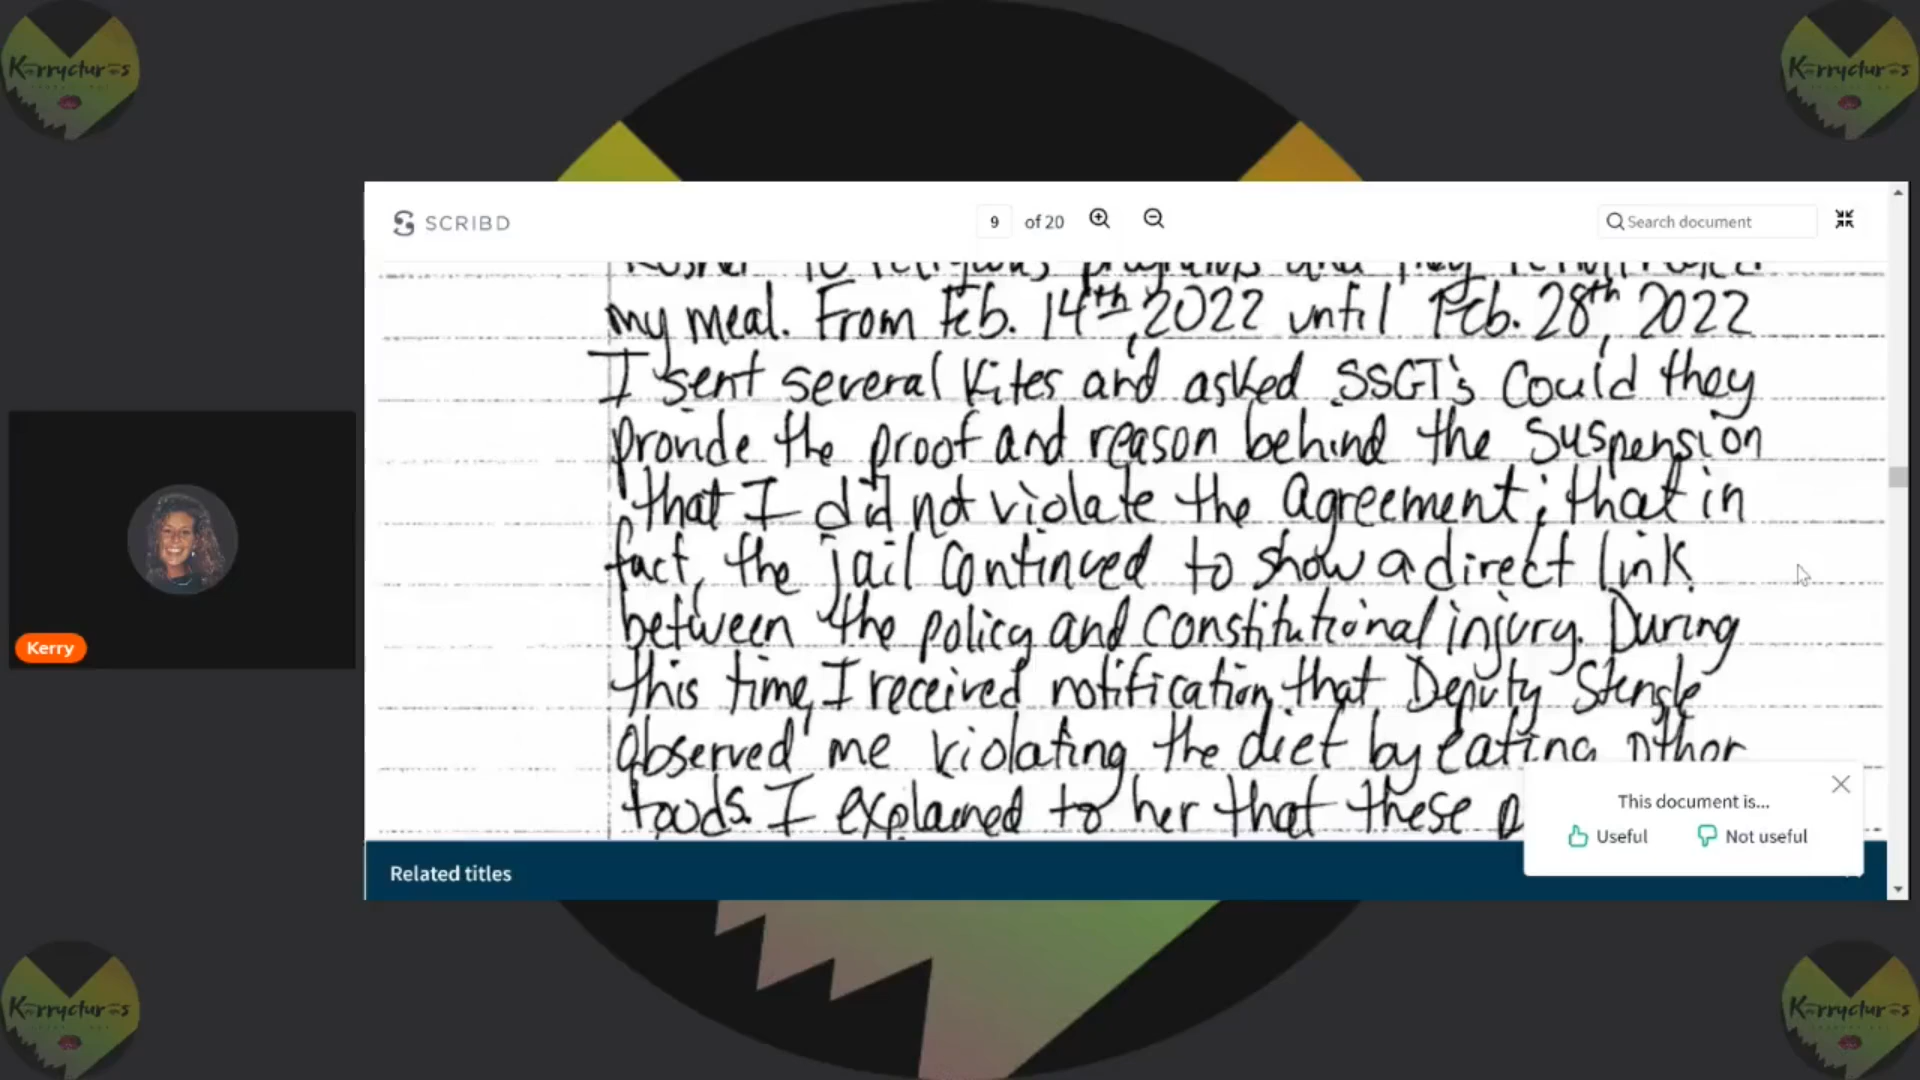 Kerryctures
Kerryctures
SCRIBD
9 of 20
Search document
my meal. From Feb. 14th, 2022 until Feb. 28th, 2022
I sent several Kites and asked SSGT's Could they
provide the proof and reason behind the Suspension
that I did not violate the Agreement; that in
fact, the jail continued to show a direct link
between the policy and Constitutional injury. During
this time, I received notification that Deputy Stengle
Observed me violating the diet by eating other
foods. I explained to her that these
Kerry
This document is...
Useful
Not useful
Related titles
Kerryctures
Kerryctures